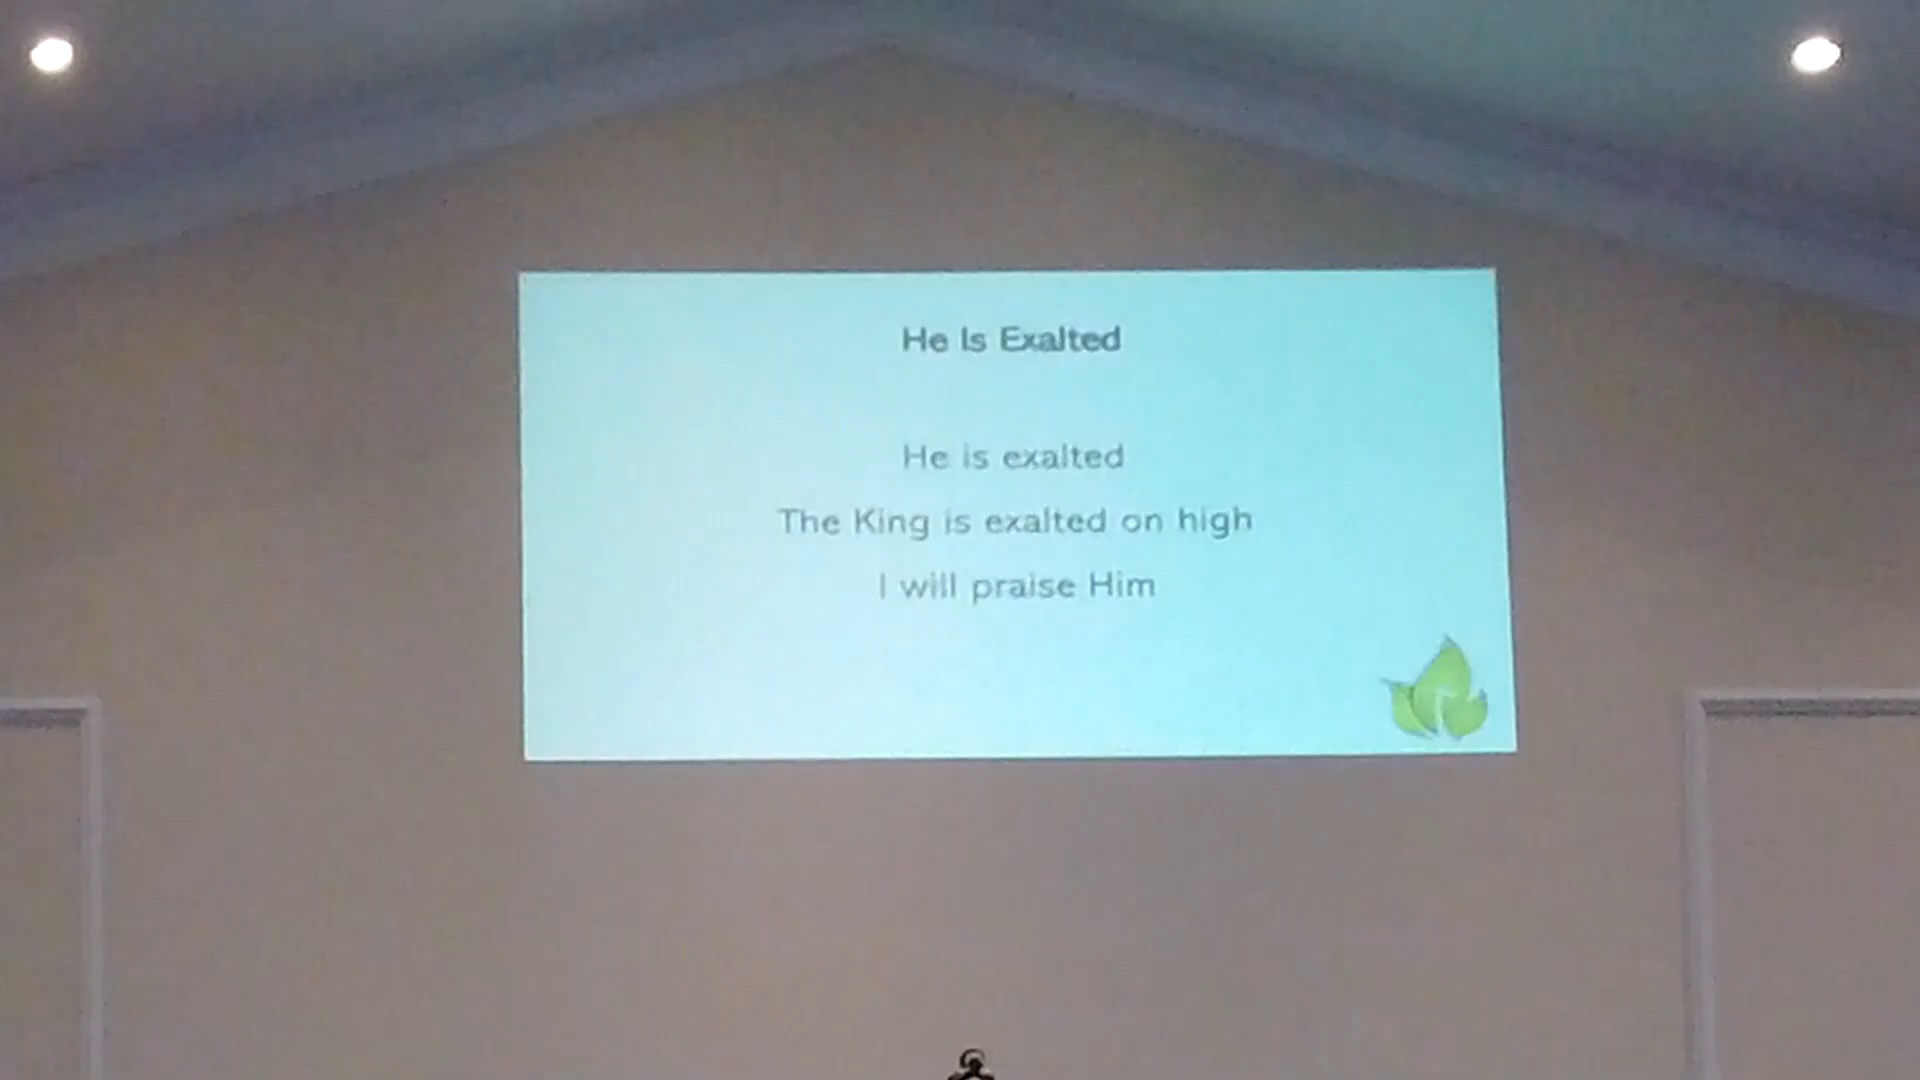 He Is Exalted
He is exalted
The King is exalted on high
I will praise Him